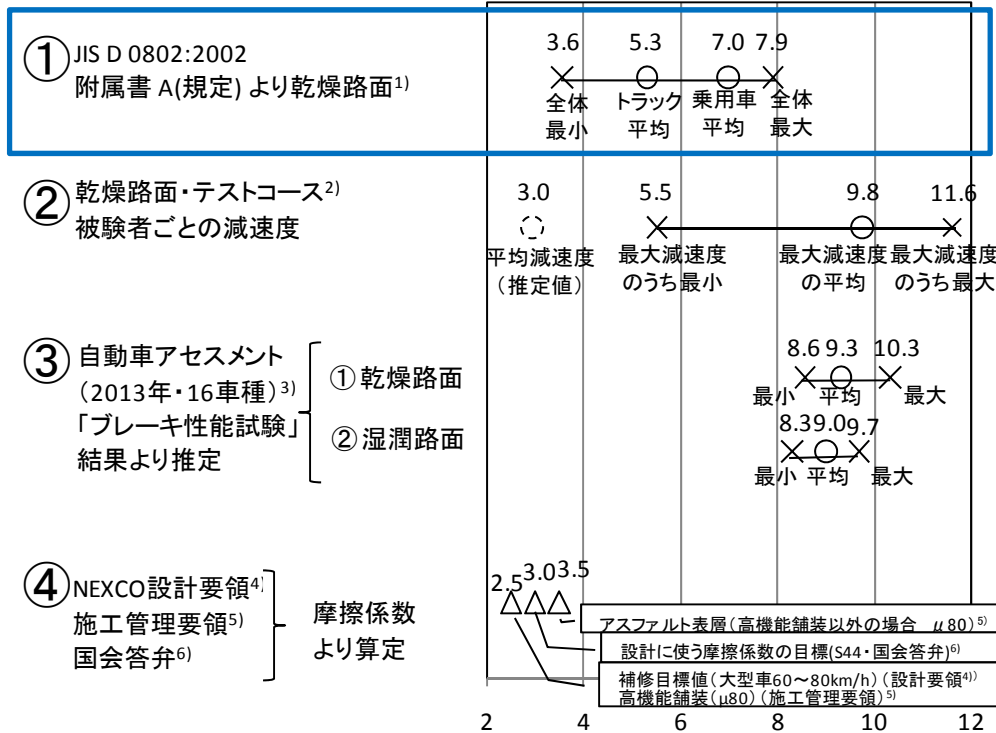 ① JIS D 0802:2002
附属書 A(規定) より乾燥路面1)
3.6 5.3 7.0 7.9
全体 トラック 乗用車 全体
最小 平均 平均 最大
② 乾燥路面・テストコース2)
被験者ごとの減速度
3.0 5.5 9.8 11.6
平均減速度 最大減速度 最大減速度 最大減速度
（推定値） のうち最小 の平均 のうち最大
③ 自動車アセスメント
（2013年・16車種）3)
「ブレーキ性能試験」
結果より推定
① 乾燥路面
② 湿潤路面
8.6 9.3 10.3
最小 平均 最大
8.3 9.0 9.7
最小 平均 最大
④ NEXCO設計要領4)
施工管理要領5)
国会答弁6)
摩擦係数
より算定
2.5 3.0 3.5
アスファルト表層（高機能舗装以外の場合 μ80）5)
設計に使う摩擦係数の目標(S44・国会答弁)6)
補修目標値（大型車60～80km/h）（設計要領4)）
高機能舗装（μ80）（施工管理要領）5)
2 4 6 8 10 12